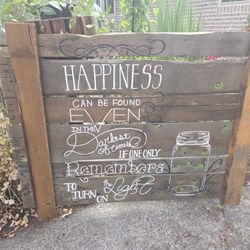 HAPPINESS
CAN BE FOUND
EVEN
IN THE
Darkest
of times
IF ONE ONLY
Remembers
TO TURN ON
the Light